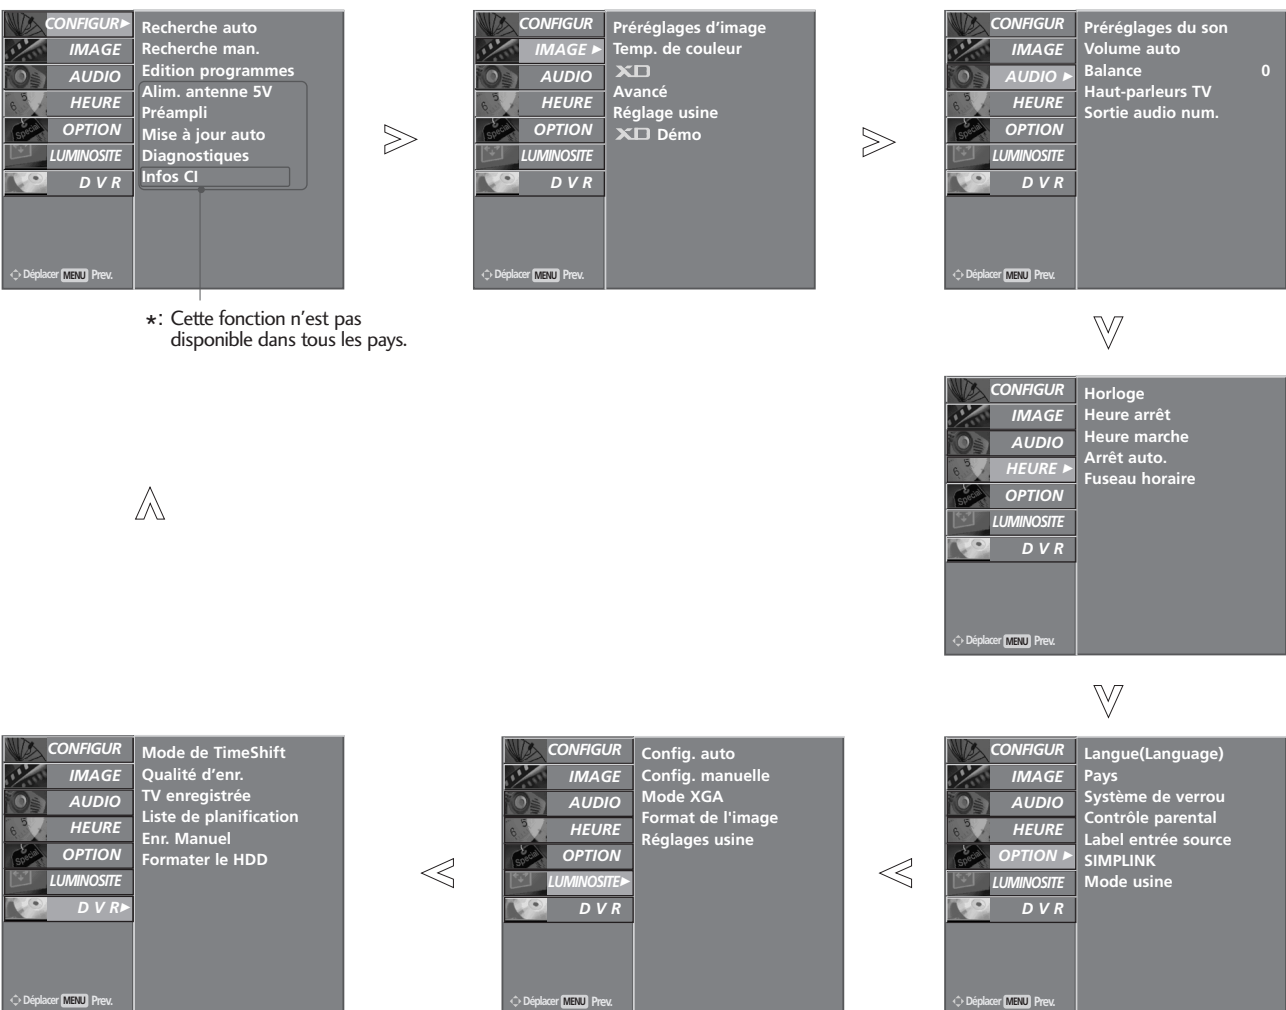 CONFIGUR
IMAGE
AUDIO
HEURE
OPTION
LUMINOSITE
D V R
Déplacer MENU Prev.
Recherche auto
Recherche man.
Edition programmes
Alim. antenne 5V
Préampli
Mise à jour auto
Diagnostiques
Infos CI
*: Cette fonction n'est pas
disponible dans tous les pays.
CONFIGUR
IMAGE
AUDIO
HEURE
OPTION
LUMINOSITE
D V R
Déplacer MENU Prev.
Préréglages d'image
Temp. de couleur
XD
Avancé
Réglage usine
XD Démo
CONFIGUR
IMAGE
AUDIO
HEURE
OPTION
LUMINOSITE
D V R
Déplacer MENU Prev.
Préréglages du son
Volume auto
Balance 0
Haut-parleurs TV
Sortie audio num.
CONFIGUR
IMAGE
AUDIO
HEURE
OPTION
LUMINOSITE
D V R
Déplacer MENU Prev.
Horloge
Heure arrêt
Heure marche
Arrêt auto.
Fuseau horaire
CONFIGUR
IMAGE
AUDIO
HEURE
OPTION
LUMINOSITE
D V R
Déplacer MENU Prev.
Mode de TimeShift
Qualité d'enr.
TV enregistrée
Liste de planification
Enr. Manuel
Formater le HDD
CONFIGUR
IMAGE
AUDIO
HEURE
OPTION
LUMINOSITE
D V R
Déplacer MENU Prev.
Config. auto
Config. manuelle
Mode XGA
Format de l'image
Réglages usine
CONFIGUR
IMAGE
AUDIO
HEURE
OPTION
LUMINOSITE
D V R
Déplacer MENU Prev.
Langue(Language)
Pays
Système de verrou
Contrôle parental
Label entrée source
SIMPLINK
Mode usine